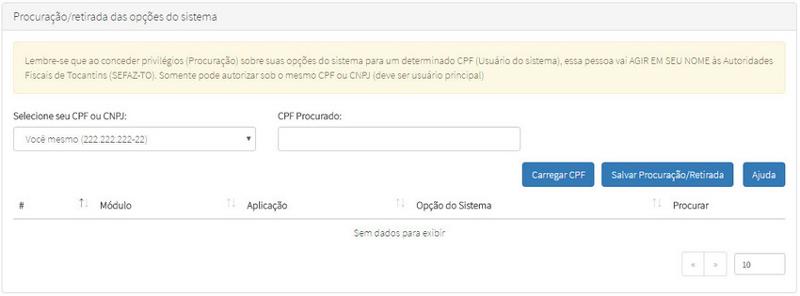 Procuração/retirada das opções do sistema
Lembre-se que ao conceder privilégios (Procuração) sobre suas opções do sistema para um determinado CPF (Usuário do sistema), essa pessoa vai AGIR EM SEU NOME às Autoridades
Fiscais de Tocantins (SEFAZ-TO). Somente pode autorizar sob o mesmo CPF ou CNPJ (deve ser usuário principal)
Selecione seu CPF ou CNPJ: CPF Procurado:
Você mesmo (222.222.222-22)
Carregar CPF Salvar Procuração/Retirada Ajuda
# Módulo Aplicação Opção do Sistema Procurar
Sem dados para exibir
« » 10